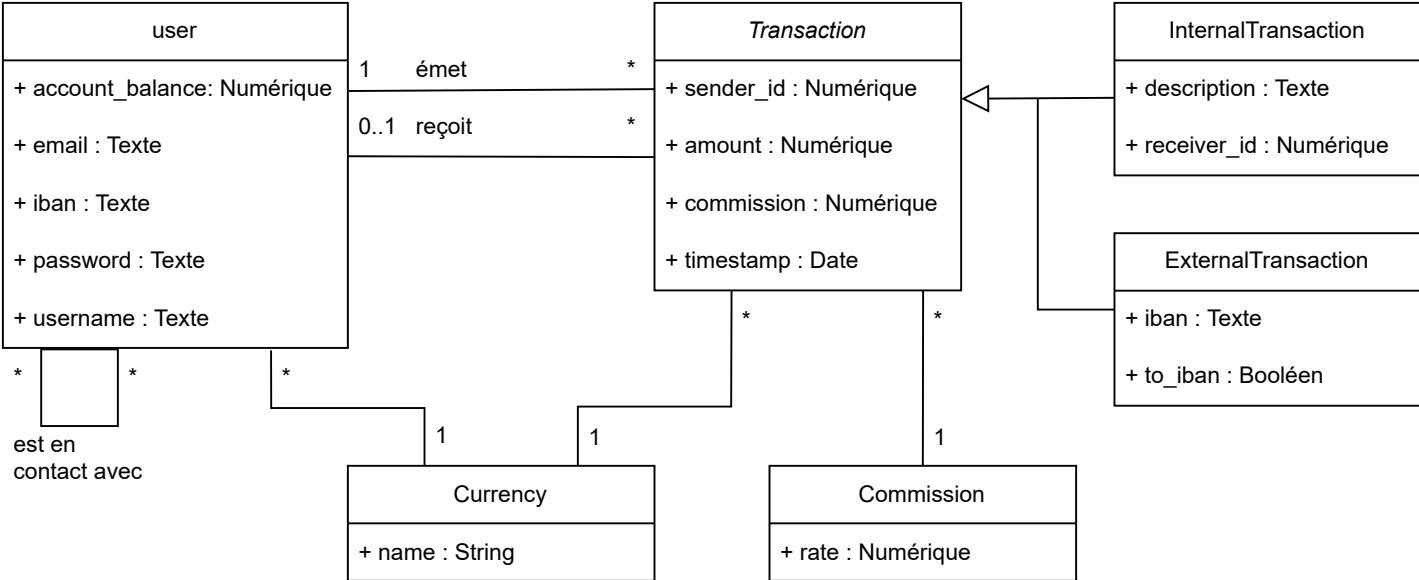 user
+ account_balance: Numérique
+ email : Texte
+ iban : Texte
+ password : Texte
+ username : Texte
1 émet *
0..1 reçoit *
Transaction
+ sender_id : Numérique
+ amount : Numérique
+ commission : Numérique
+ timestamp : Date
InternalTransaction
+ description : Texte
+ receiver_id : Numérique
ExternalTransaction
+ iban : Texte
+ to_iban : Booléen
* *
est en
contact avec
*
1
*
1
*
1
Currency
+ name : String
Commission
+ rate : Numérique